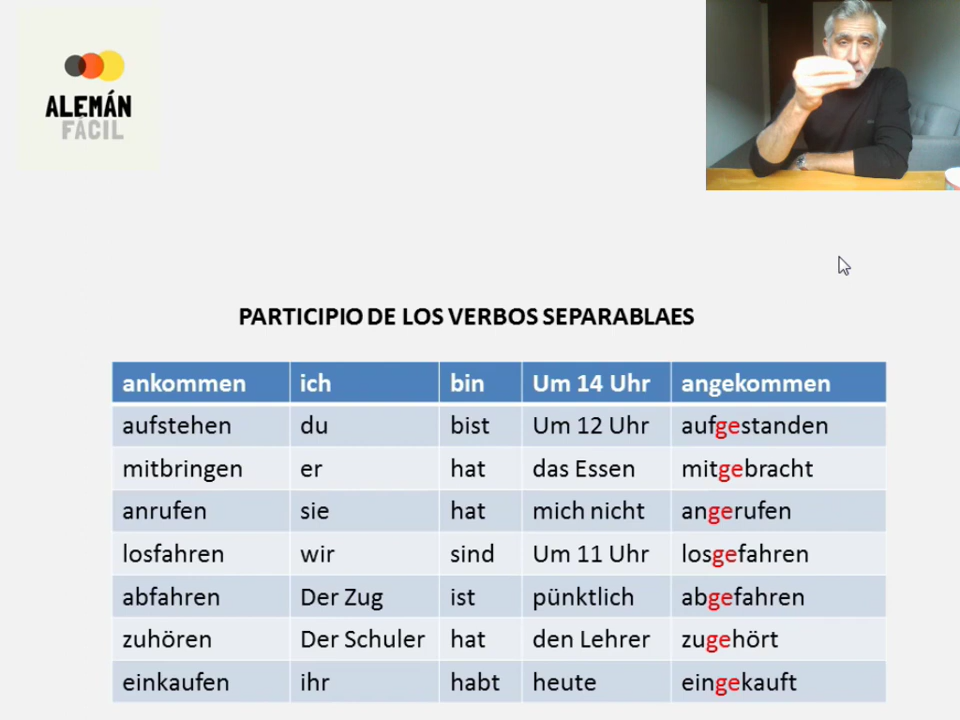 ALEMÁN
FÁCIL
PARTICIPIO DE LOS VERBOS SEPARABLAES
ankommen ich bin Um 14 Uhr angekommen
aufstehen du bist Um 12 Uhr aufgestanden
mitbringen er hat das Essen mitgebracht
anrufen sie hat mich nicht angerufen
losfahren wir sind Um 11 Uhr losgefahren
abfahren Der Zug ist pünktlich abgefahren
zuhören Der Schuler hat den Lehrer zugehört
einkaufen ihr habt heute eingekauft